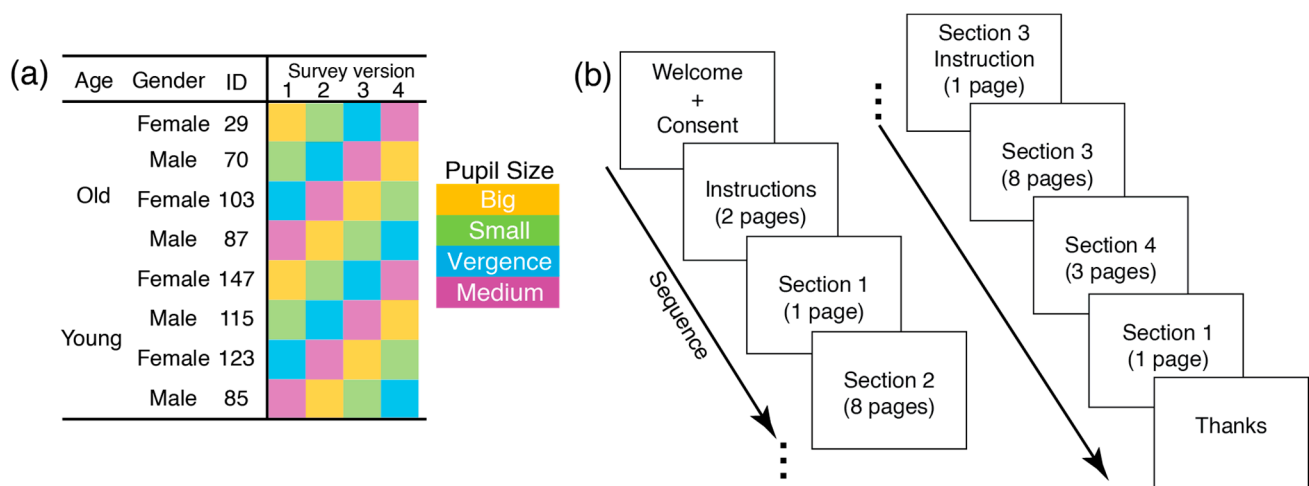 (a)
Age Gender ID Survey version
1 2 3 4
Female 29
Male 70
Old
Female 103
Male 87
Female 147
Male 115
Young
Female 123
Male 85
Pupil Size
Big
Small
Vergence
Medium
(b)
Welcome
+
Consent
Instructions
(2 pages)
Section 1
(1 page)
Section 2
(8 pages)
Sequence
Section 3
Instruction
(1 page)
Section 3
(8 pages)
Section 4
(3 pages)
Section 1
(1 page)
Thanks